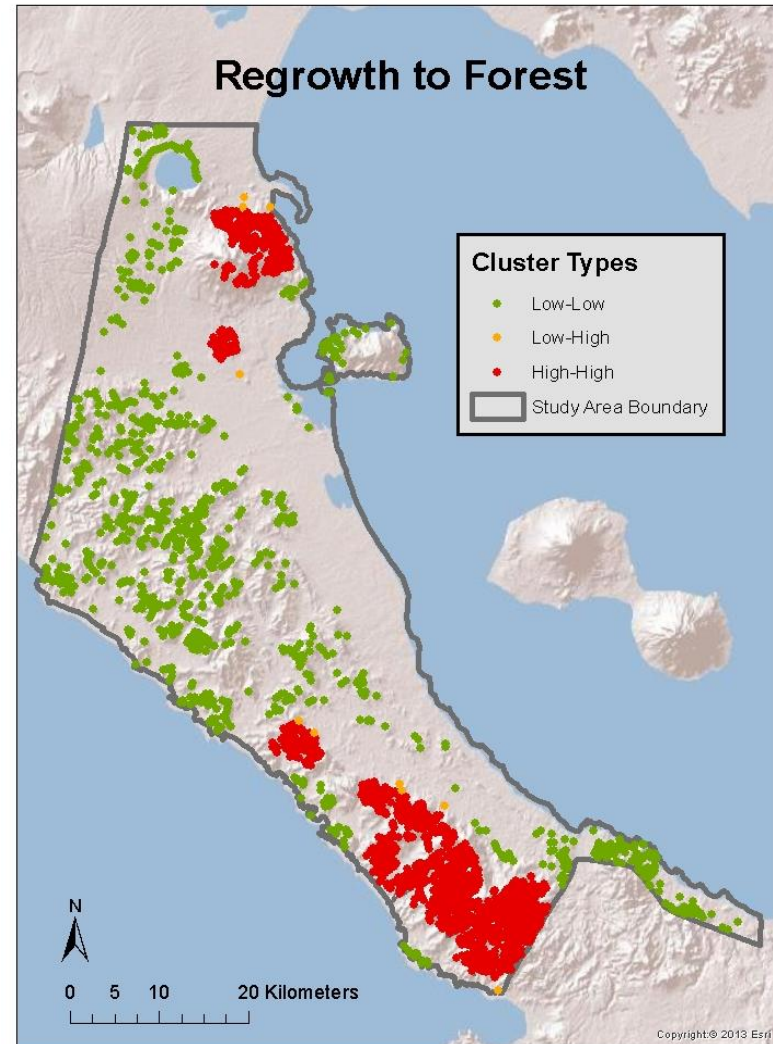 Regrowth to Forest
Cluster Types
Low-Low
Low-High
High-High
Study Area Boundary
N
0 5 10 20 Kilometers
Copyright:© 2013 Esri